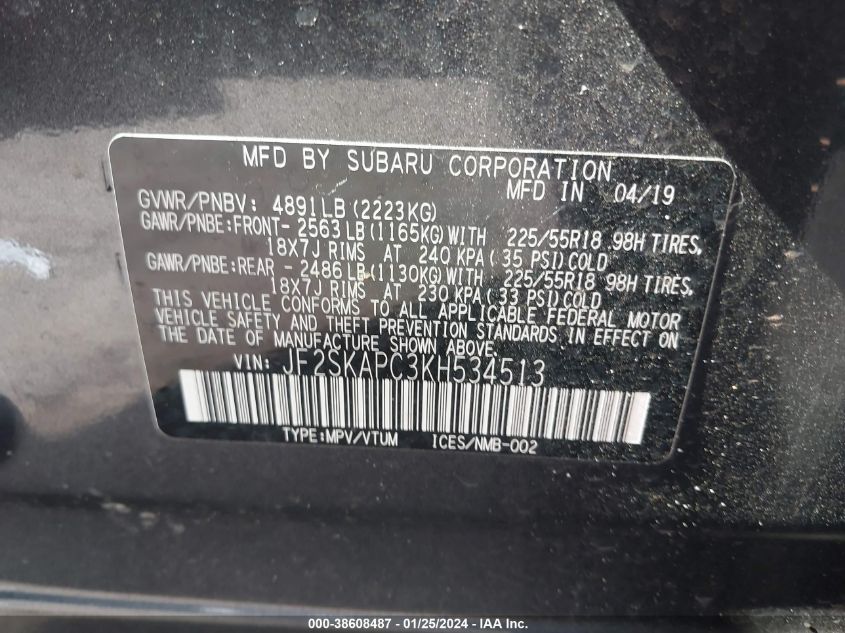 MFD BY SUBARU CORPORATION
MFD IN 04/19
GVWR/PNBV: 4891LB(2223KG)
GAWR/PNBE:FRONT- 2563LB(1165KG)WITH 225/55R18 98H TIRES,
18X7J RIMS AT 240 KPA( 35 PSI)COLD
GAWR/PNBE:REAR - 2486LB(1130KG)WITH 225/55R18 98H TIRES,
18X7J RIMS AT 230 KPA( 33 PSI)COLD
THIS VEHICLE CONFORMS TO ALL APPLICABLE FEDERAL MOTOR
VEHICLE SAFETY AND THEFT PREVENTION STANDARDS IN EFFECT ON
THE DATE OF MANUFACTURE SHOWN ABOVE.
VIN: JF2SKAPC3KH534513
TYPE:MPV/VTUM ICES/NMB-002
000-38608487 - 01/25/2024 - IAA Inc.